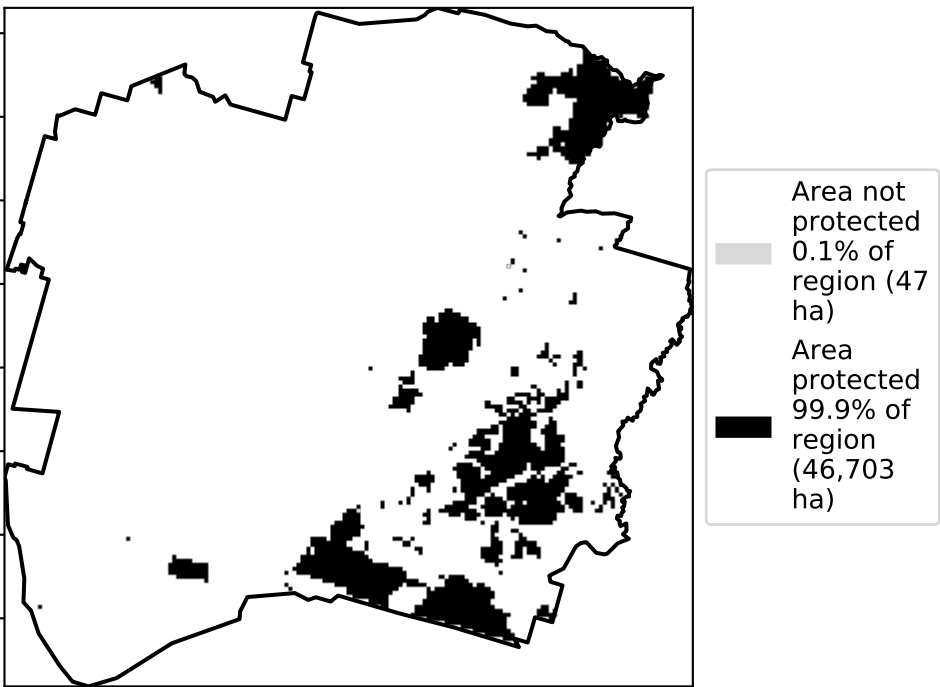 Area not
protected
0.1% of
region (47
ha)
Area
protected
99.9% of
region
(46,703
ha)